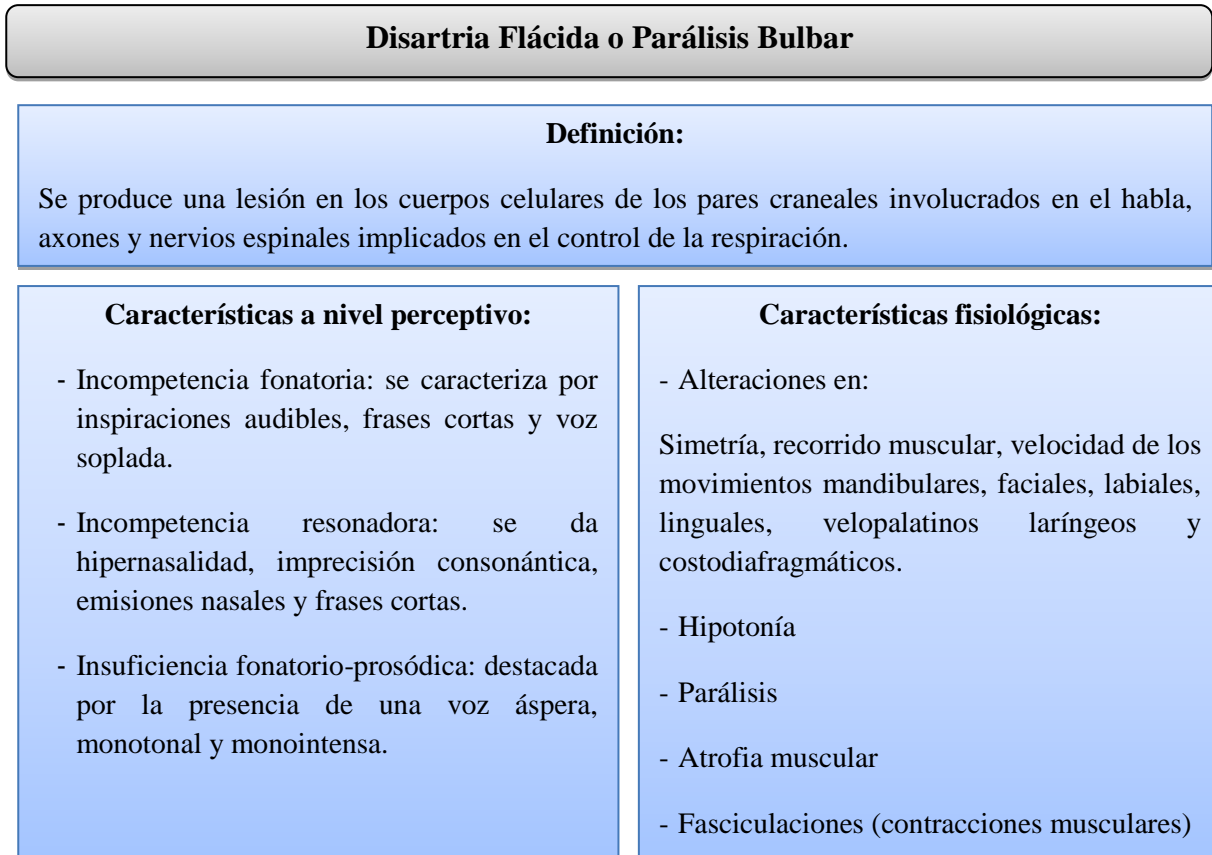 Disartria Flácida o Parálisis Bulbar
Definición:
Se produce una lesión en los cuerpos celulares de los pares craneales involucrados en el habla,
axones y nervios espinales implicados en el control de la respiración.
Características a nivel perceptivo:
- Incompetencia fonatoria: se caracteriza por
inspiraciones audibles, frases cortas y voz
soplada.
- Incompetencia resonadora: se da
hipernasalidad, imprecisión consonántica,
emisiones nasales y frases cortas.
- Insuficiencia fonatorio-prosódica: destacada
por la presencia de una voz áspera,
monotonal y monointensa.
Características fisiológicas:
- Alteraciones en:
Simetría, recorrido muscular, velocidad de los
movimientos mandibulares, faciales, labiales,
linguales, velopalatinos laríngeos y
costodiafragmáticos.
- Hipotonía
- Parálisis
- Atrofia muscular
- Fasciculaciones (contracciones musculares)